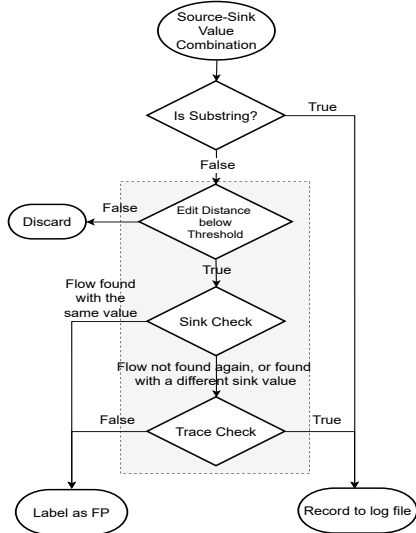 Source-Sink
Value
Combination
Is Substring?
True
False
Edit Distance
below
Threshold
False
Discard
True
Flow found
with the
same value
Sink Check
Flow not found again, or found
with a different sink value
False
Trace Check
True
Label as FP
Record to log file